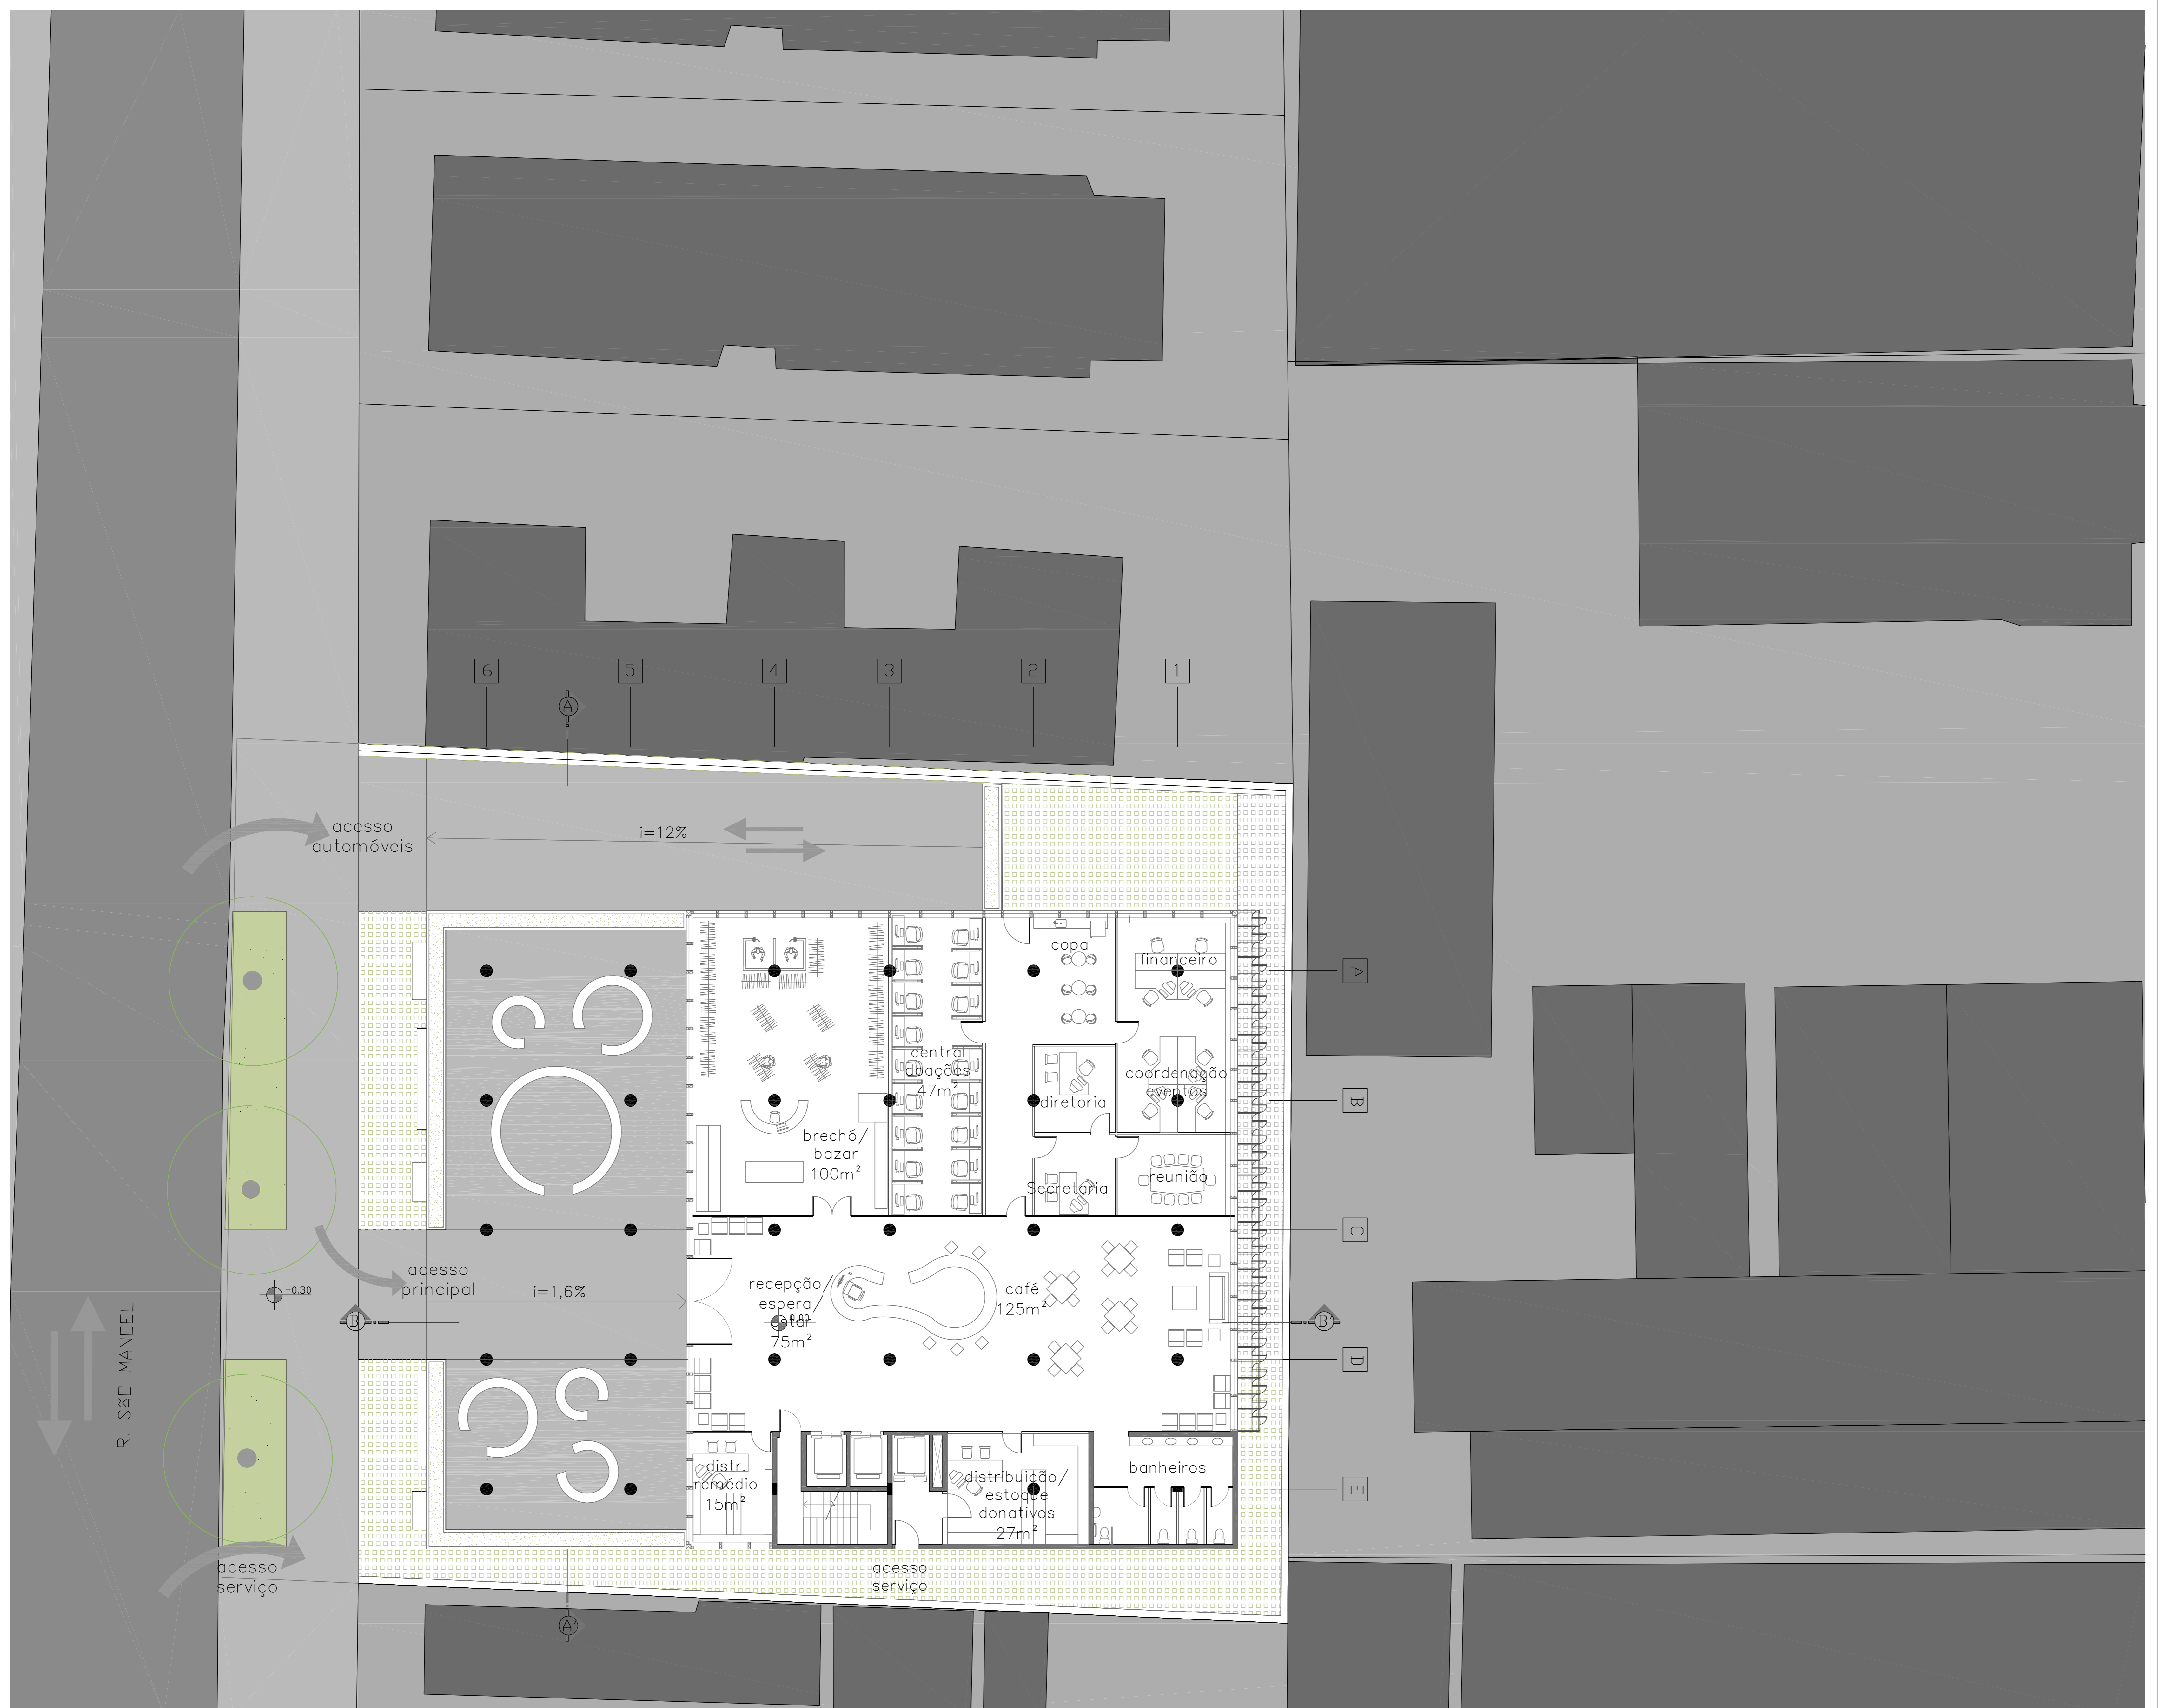 6
5
4
3
2
1
A
acesso
automóveis
i=12%
copa
financeiro
A
central
doações
47m²
coordenação
eventos
diretoria
B
brechó/
bazar
100m²
Secretaria
reunião
C
acesso
principal
i=1,6%
-0.30
recepção/
espera/
estar
75m²
0.00
café
125m²
B
B'
D
R. SÃO MANOEL
distr.
remédio
15m²
distribuição/
estoque
donativos
27m²
banheiros
E
acesso
serviço
acesso
serviço
A'